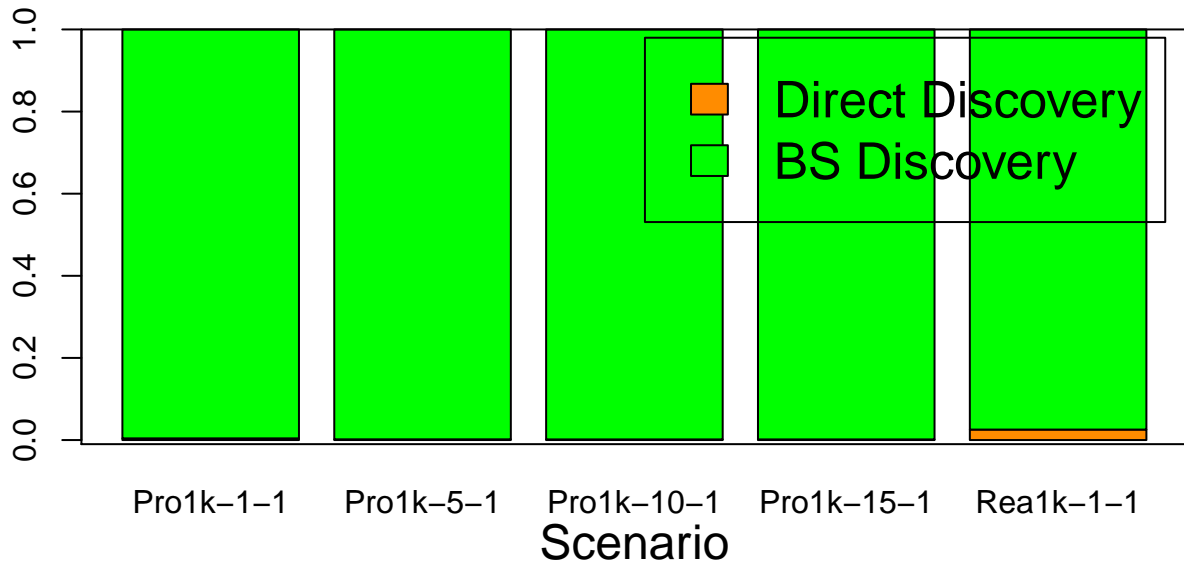 1.0
0.8
0.6
0.4
0.2
0.0
Direct Discovery
BS Discovery
Pro1k−1−1 Pro1k−5−1 Pro1k−10−1 Pro1k−15−1 Rea1k−1−1
Scenario